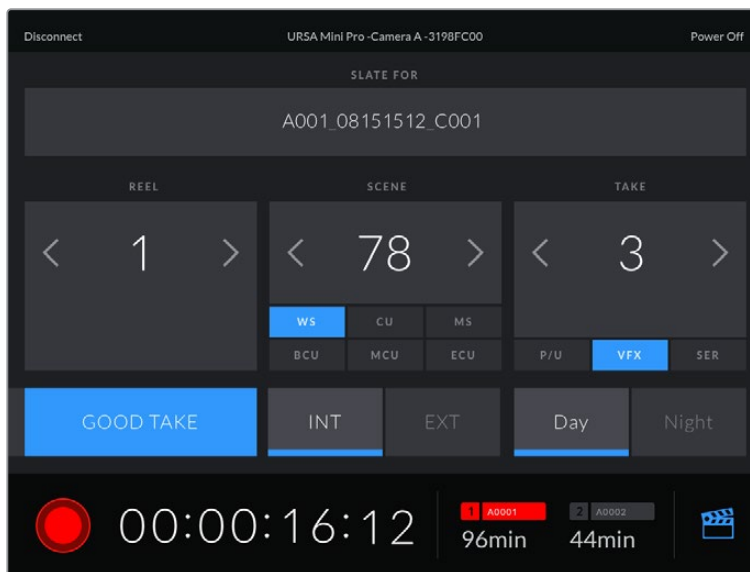 Disconnect URSA Mini Pro -Camera A -3198FC00 Power Off
SLATE FOR
A001_08151512_C001
REEL SCENE TAKE
< 1 > < 78 > < 3 >
WS CU MS
BCU MCU ECU P/U VFX SER
GOOD TAKE INT EXT Day Night
00:00:16:12 1 A0001 2 A0002
96min 44min